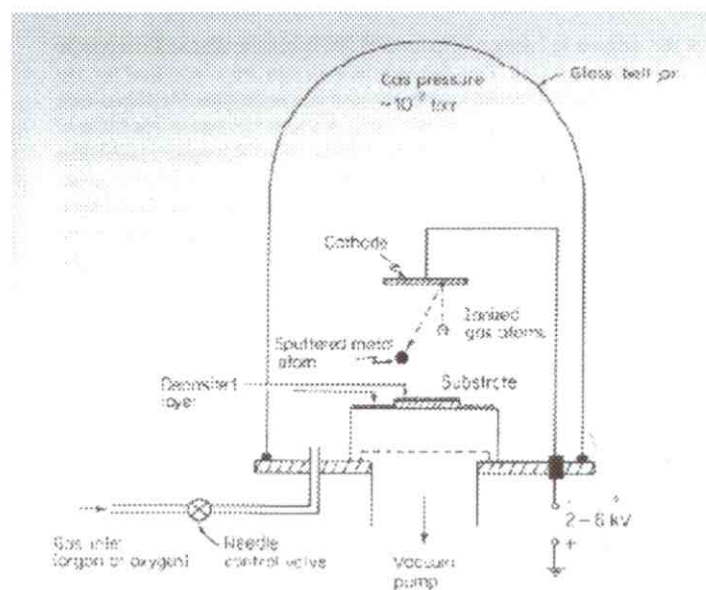 Gas pressure
~10⁻² torr
Glass bell jar
Cathode
Ionized
gas atoms
Sputtered metal
atom
Substrate
Deposited
layer
2-6 kV
+
Gas inlet
(argon or oxygen)
Needle
control valve
Vacuum
pump